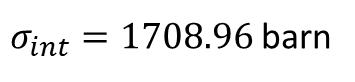 σ_int = 1708.96 barn